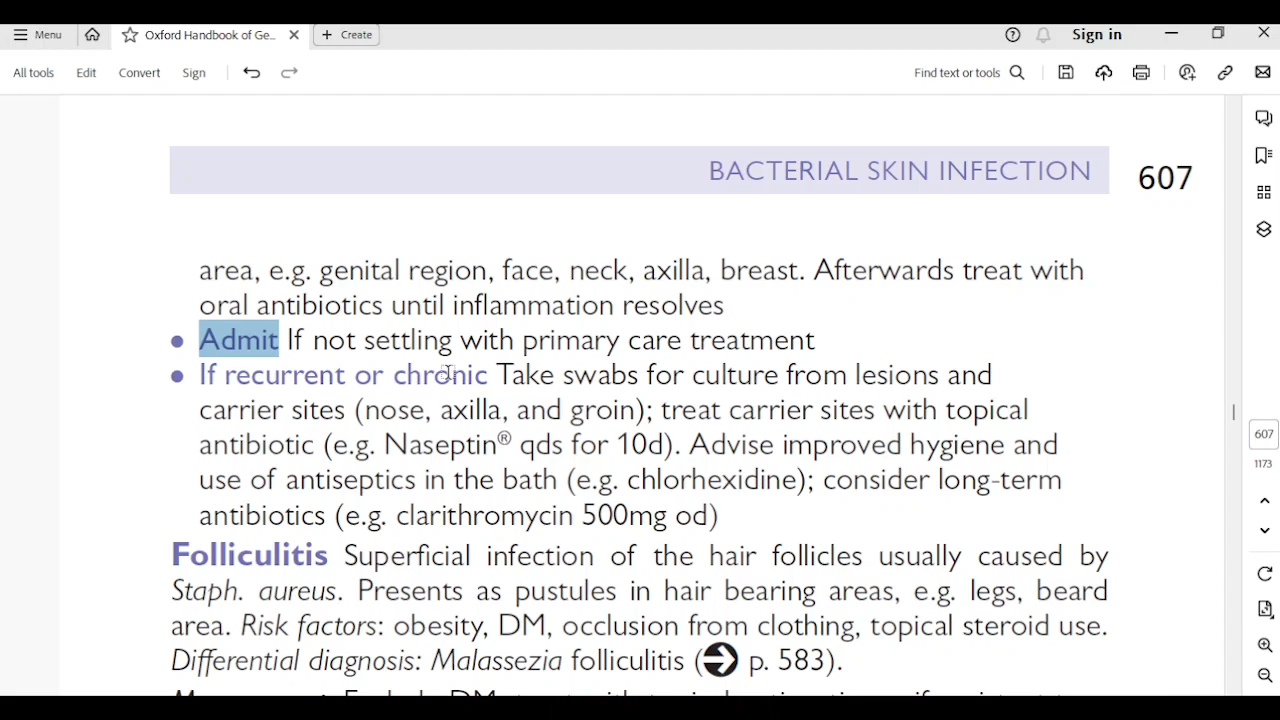 Menu
Oxford Handbook of Ge...
Create
Sign in
All tools
Edit
Convert
Sign
Find text or tools
BACTERIAL SKIN INFECTION
607
area, e.g. genital region, face, neck, axilla, breast. Afterwards treat with
oral antibiotics until inflammation resolves
• Admit If not settling with primary care treatment
• If recurrent or chronic Take swabs for culture from lesions and
carrier sites (nose, axilla, and groin); treat carrier sites with topical
antibiotic (e.g. Naseptin® qds for 10d). Advise improved hygiene and
use of antiseptics in the bath (e.g. chlorhexidine); consider long-term
antibiotics (e.g. clarithromycin 500mg od)
Folliculitis Superficial infection of the hair follicles usually caused by
Staph. aureus. Presents as pustules in hair bearing areas, e.g. legs, beard
area. Risk factors: obesity, DM, occlusion from clothing, topical steroid use.
Differential diagnosis: Malassezia folliculitis (➔ p. 583).
607
1173